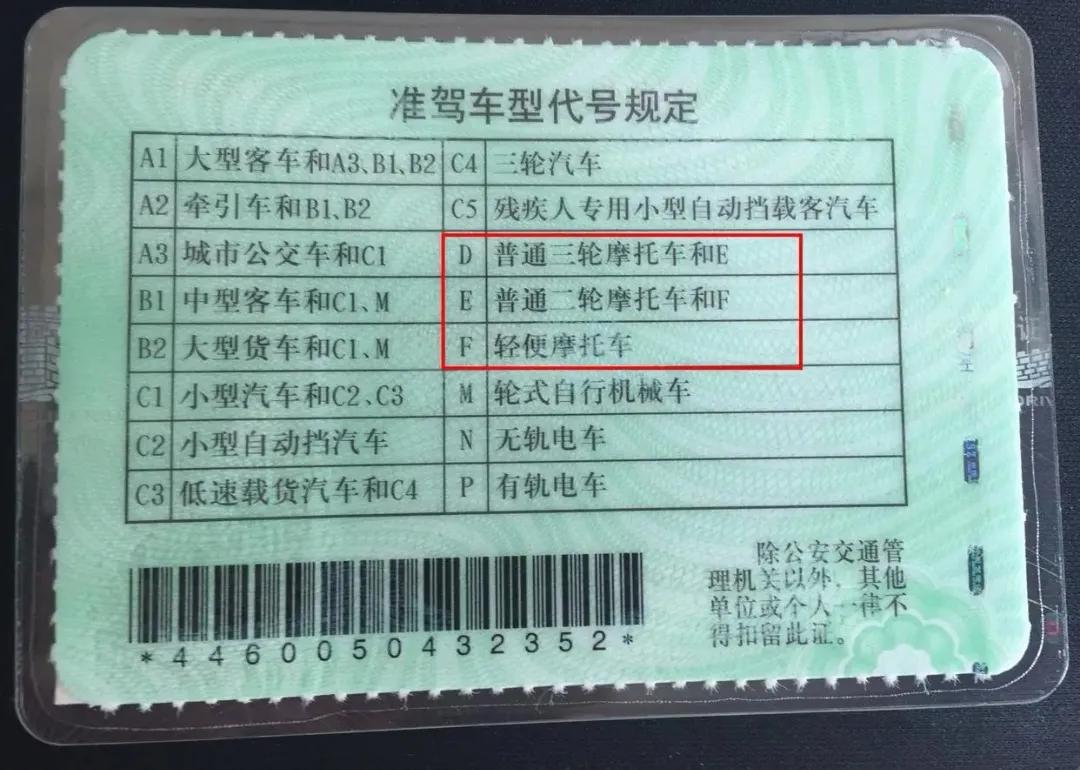 准驾车型代号规定
A1 大型客车和A3、B1、B2 C4 三轮汽车
A2 牵引车和B1、B2 C5 残疾人专用小型自动挡载客汽车
A3 城市公交车和C1 D 普通三轮摩托车和E
B1 中型客车和C1、M E 普通二轮摩托车和F
B2 大型货车和C1、M F 轻便摩托车
C1 小型汽车和C2、C3 M 轮式自行机械车
C2 小型自动挡汽车 N 无轨电车
C3 低速载货汽车和C4 P 有轨电车
除公安交通管
理机关以外，其他
单位或个人一律不
得扣留此证。
*4460050432352*
证
DRIV